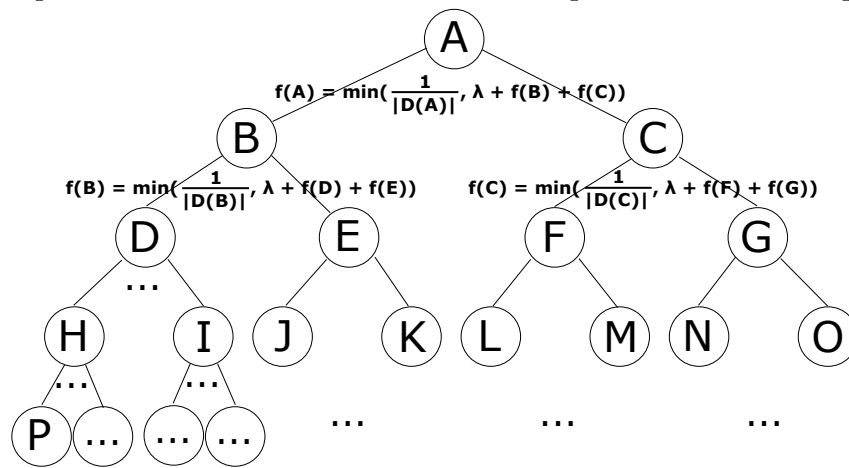 A
f(A) = min(1/|D(A)|, λ + f(B) + f(C))
B C
f(B) = min(1/|D(B)|, λ + f(D) + f(E)) f(C) = min(1/|D(C)|, λ + f(F) + f(G))
D E F G
...
H I J K L M N O
... ...
P ... ... ... ... ... ...